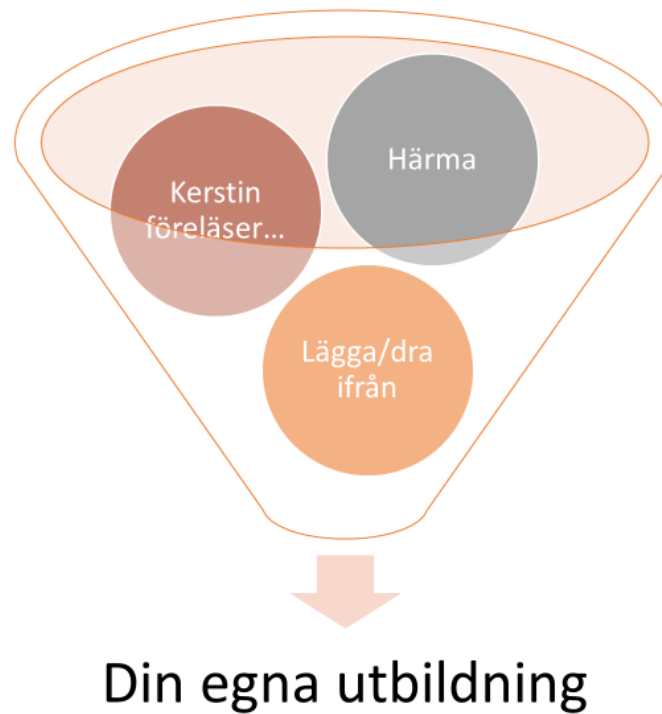 Härma
Kerstin
föreläser...
Lägga/dra
ifrån
Din egna utbildning